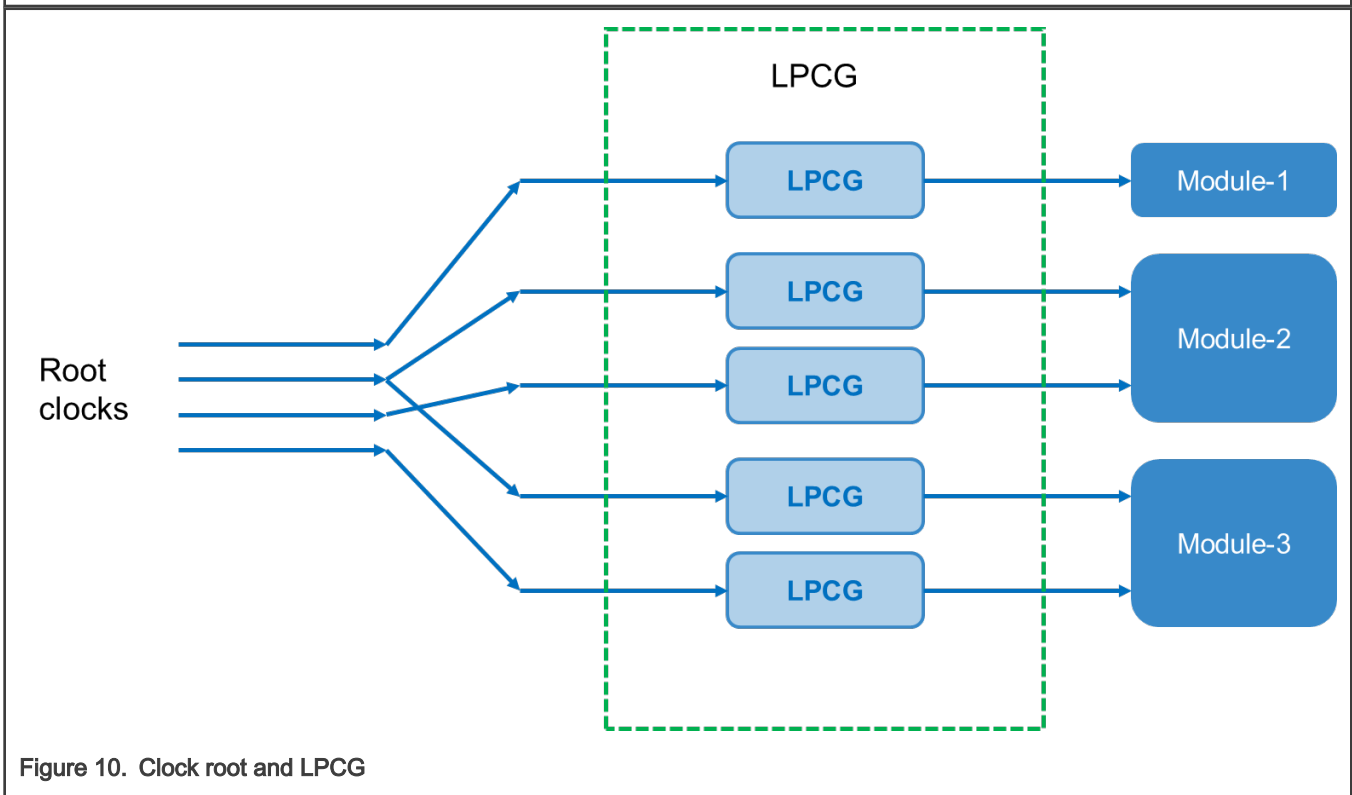 LPCG
LPCG
Module-1
LPCG
Module-2
Root
clocks
LPCG
LPCG
Module-3
LPCG
Figure 10. Clock root and LPCG